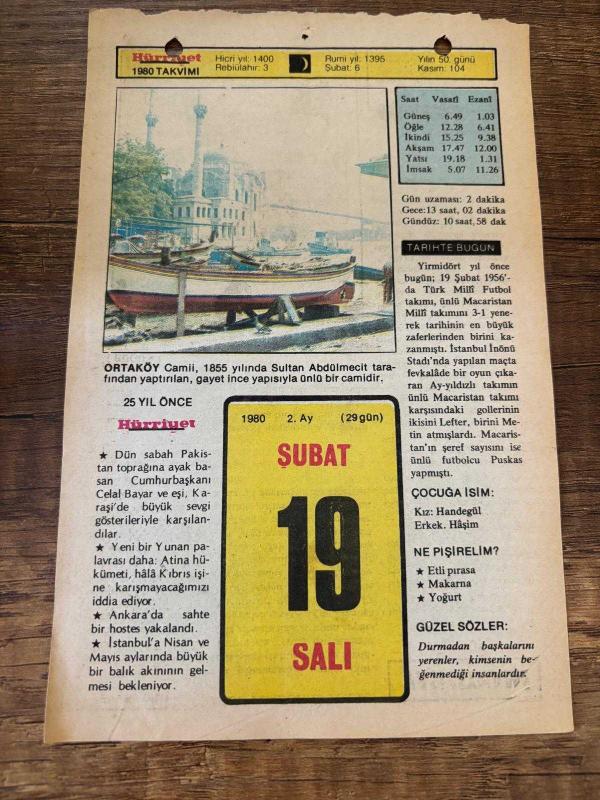 Hürriyet
1980 TAKVİMİ
Hicri yıl: 1400
Rebiülahır: 3
Rumi yıl: 1395
Şubat: 6
Yılın 50. günü
Kasım: 104
Saat Vasatî Ezanî
Güneş 6.49 1.03
Öğle 12.28 6.41
İkindi 15.25 9.38
Akşam 17.47 12.00
Yatsı 19.18 1.31
İmsak 5.07 11.26
Gün uzaması: 2 dakika
Gece:13 saat, 02 dakika
Gündüz: 10 saat, 58 dak
TARİHTE BUGÜN
Yirmidört yıl önce
bugün; 19 Şubat 1956'-
da Türk Millî Futbol
takımı, ünlü Macaristan
Millî takımını 3-1 yene-
rek tarihinin en büyük
zaferlerinden birini ka-
zanmıştı. İstanbul İnönü
Stadı'nda yapılan maçta
fevkalâde bir oyun çıka-
ran Ay-yıldızlı takımın
ünlü Macaristan takımı
karşısındaki gollerinin
ikisini Lefter, birini Me-
tin atmışlardı. Macaris-
tan'ın şeref sayısını ise
ünlü futbolcu Puskas
yapmıştı.
ÇOCUĞA İSİM:
Kız: Handegül
Erkek. Hâşim
NE PİŞİRELİM?
★ Etli pırasa
★ Makarna
★ Yoğurt
GÜZEL SÖZLER:
Durmadan başkalarını
yerenler, kimsenin be-
ğenmediği insanlardır.
ORTAKÖY Camii, 1855 yılında Sultan Abdülmecit tara-
fından yaptırılan, gayet ince yapısıyla ünlü bir camidir.
25 YIL ÖNCE
Hürriyet
★ Dün sabah Pakis-
tan toprağına ayak ba-
san Cumhurbaşkanı
Celal Bayar ve eşi, Ka-
raşi'de büyük sevgi
gösterileriyle karşılan-
dılar.
★ Yeni bir Yunan pa-
lavrası daha: Atina hü-
kümeti, hâlâ Kıbrıs işi-
ne karışmayacağımızı
iddia ediyor.
★ Ankara'da sahte
bir hostes yakalandı.
★ İstanbul'a Nisan ve
Mayıs aylarında büyük
bir balık akınının gel-
mesi bekleniyor.
1980 2. Ay (29 gün)
ŞUBAT
19
SALI